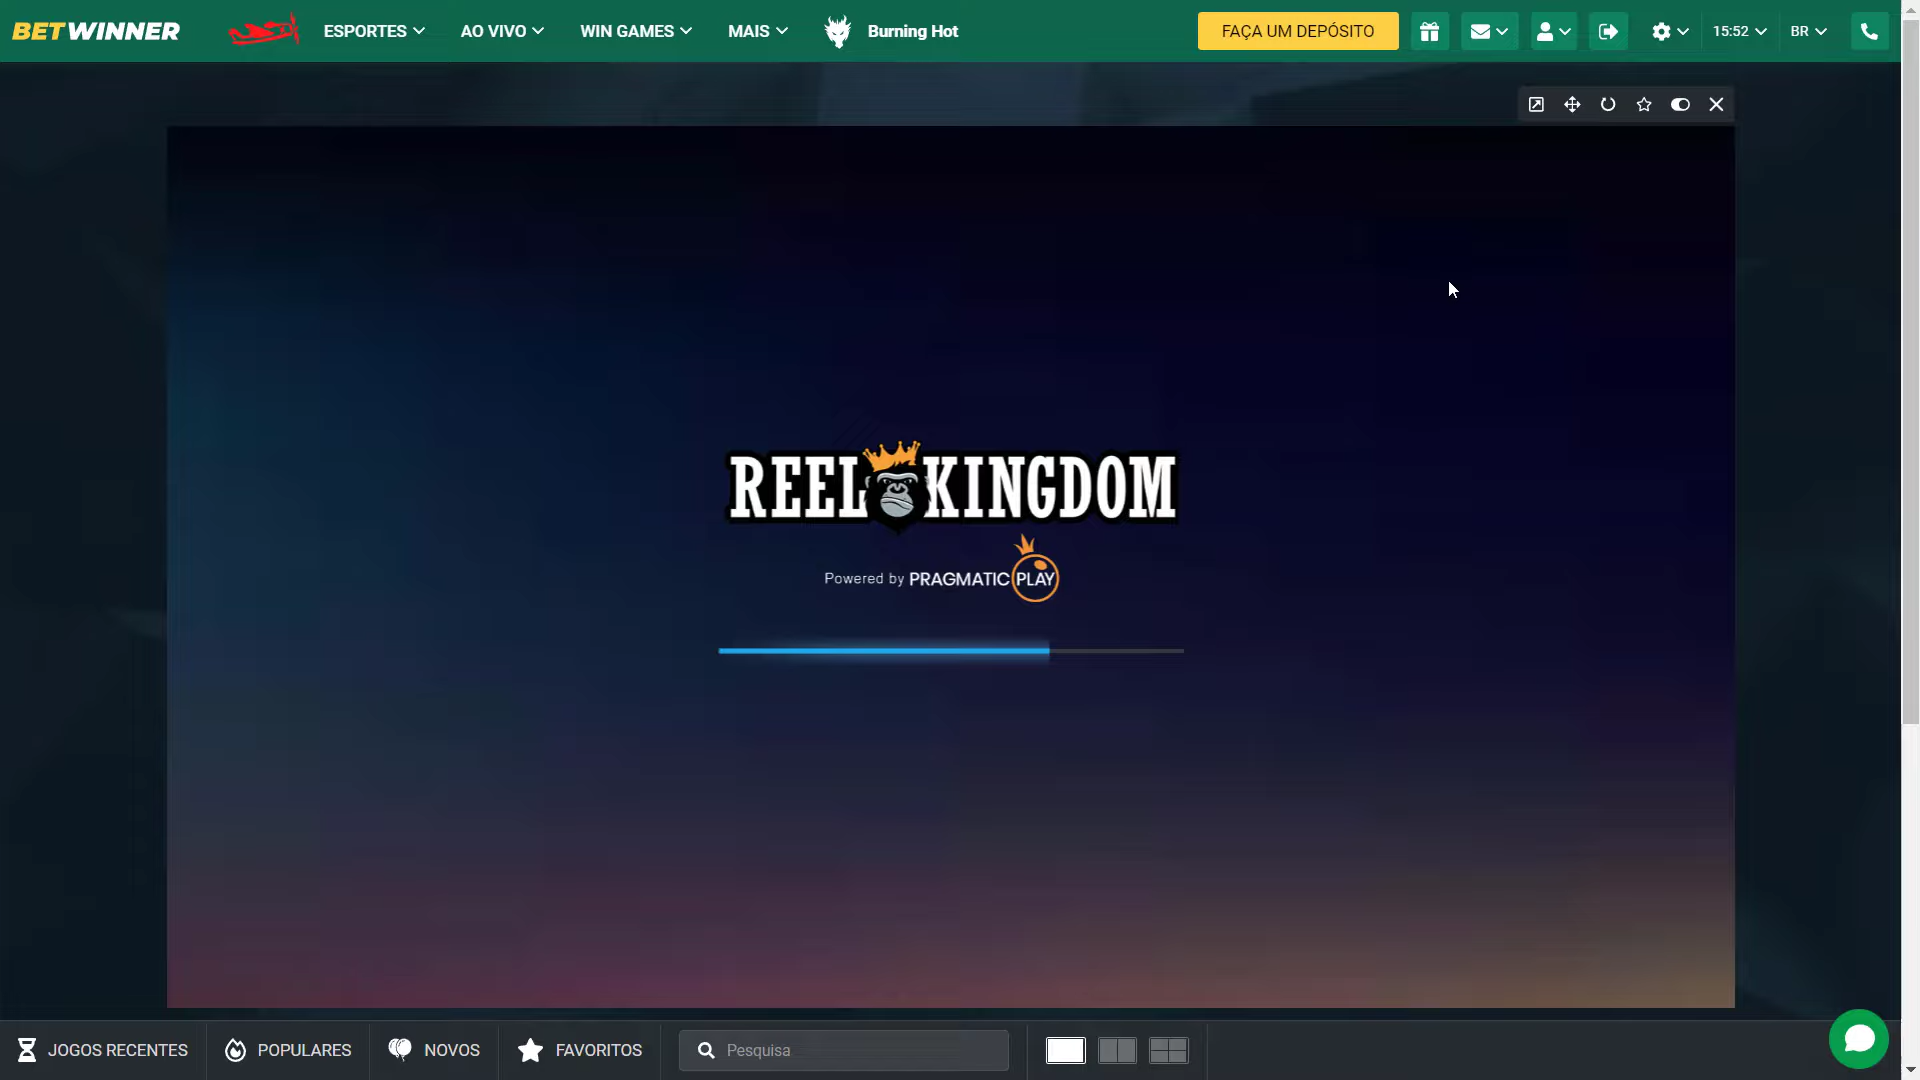 BETWINNER
ESPORTES
AO VIVO
WIN GAMES
MAIS
Burning Hot
FAÇA UM DEPÓSITO
15:52
BR
REEL KINGDOM
Powered by PRAGMATIC PLAY
JOGOS RECENTES
POPULARES
NOVOS
FAVORITOS
Pesquisa